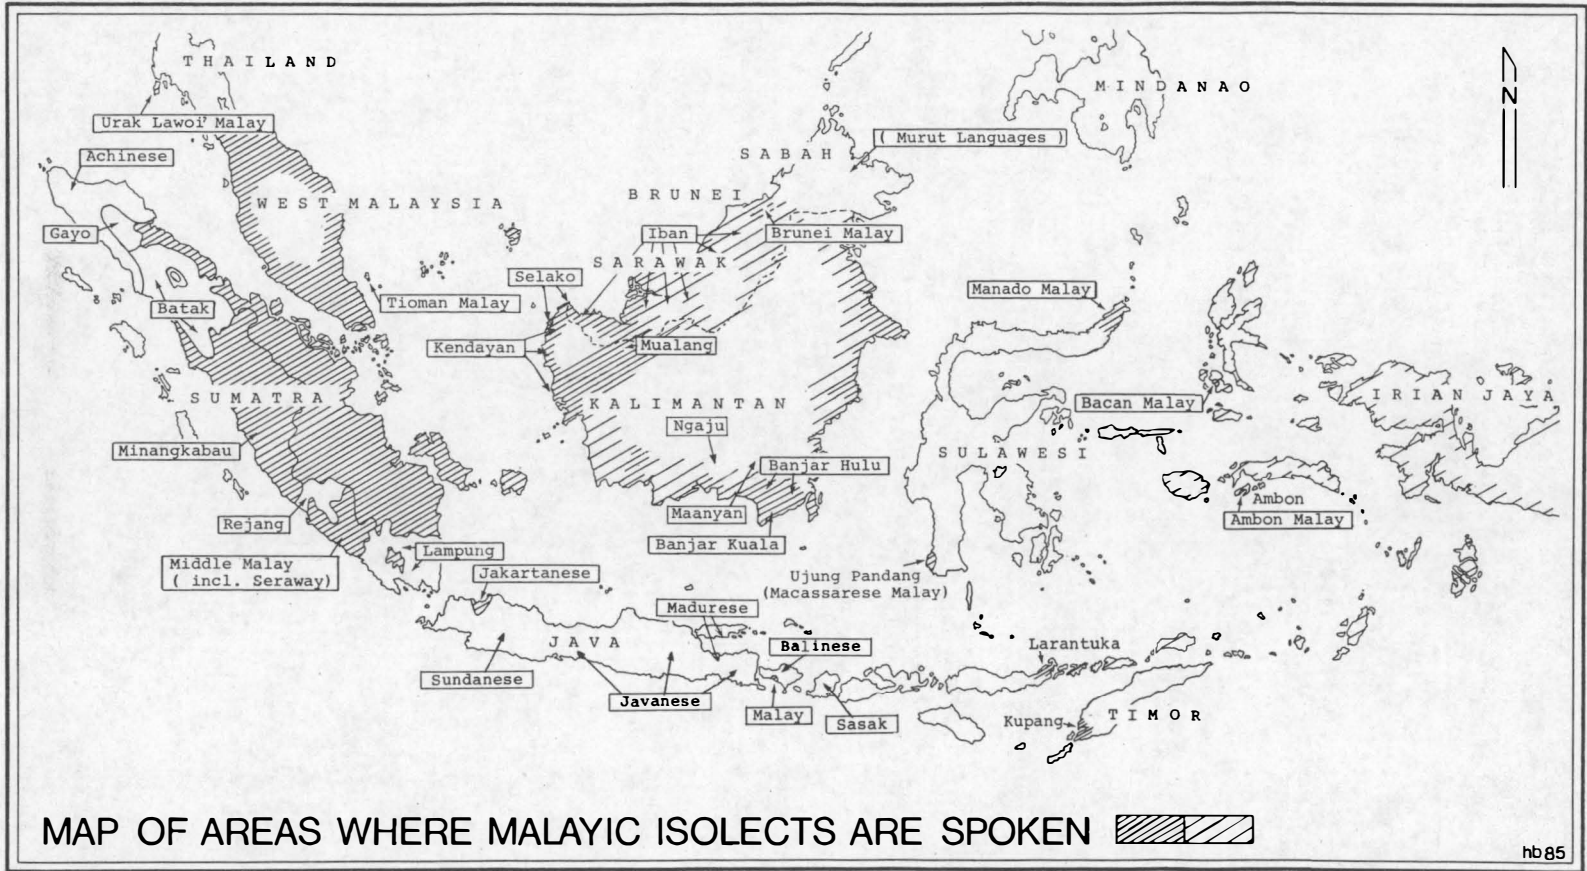 THAILAND
MINDANAO
N
Urak Lawoi' Malay
( Murut Languages )
Achinese
SABAH
BRUNEI
WEST MALAYSIA
Gayo
Iban
Brunei Malay
SARAWAK
Selako
Manado Malay
Tioman Malay
Batak
Kendayan
Mualang
SUMATRA
KALIMANTAN
Bacan Malay
IRIAN JAYA
Ngaju
Minangkabau
SULAWESI
Banjar Hulu
Ambon
Maanyan
Ambon Malay
Rejang
Banjar Kuala
Lampung
Middle Malay
( incl. Seraway)
Jakartanese
Ujung Pandang
(Macassarese Malay)
Madurese
JAVA
Balinese
Larantuka
Sundanese
Javanese
Malay
Sasak
Kupang
TIMOR
MAP OF AREAS WHERE MALAYIC ISOLECTS ARE SPOKEN
hb85